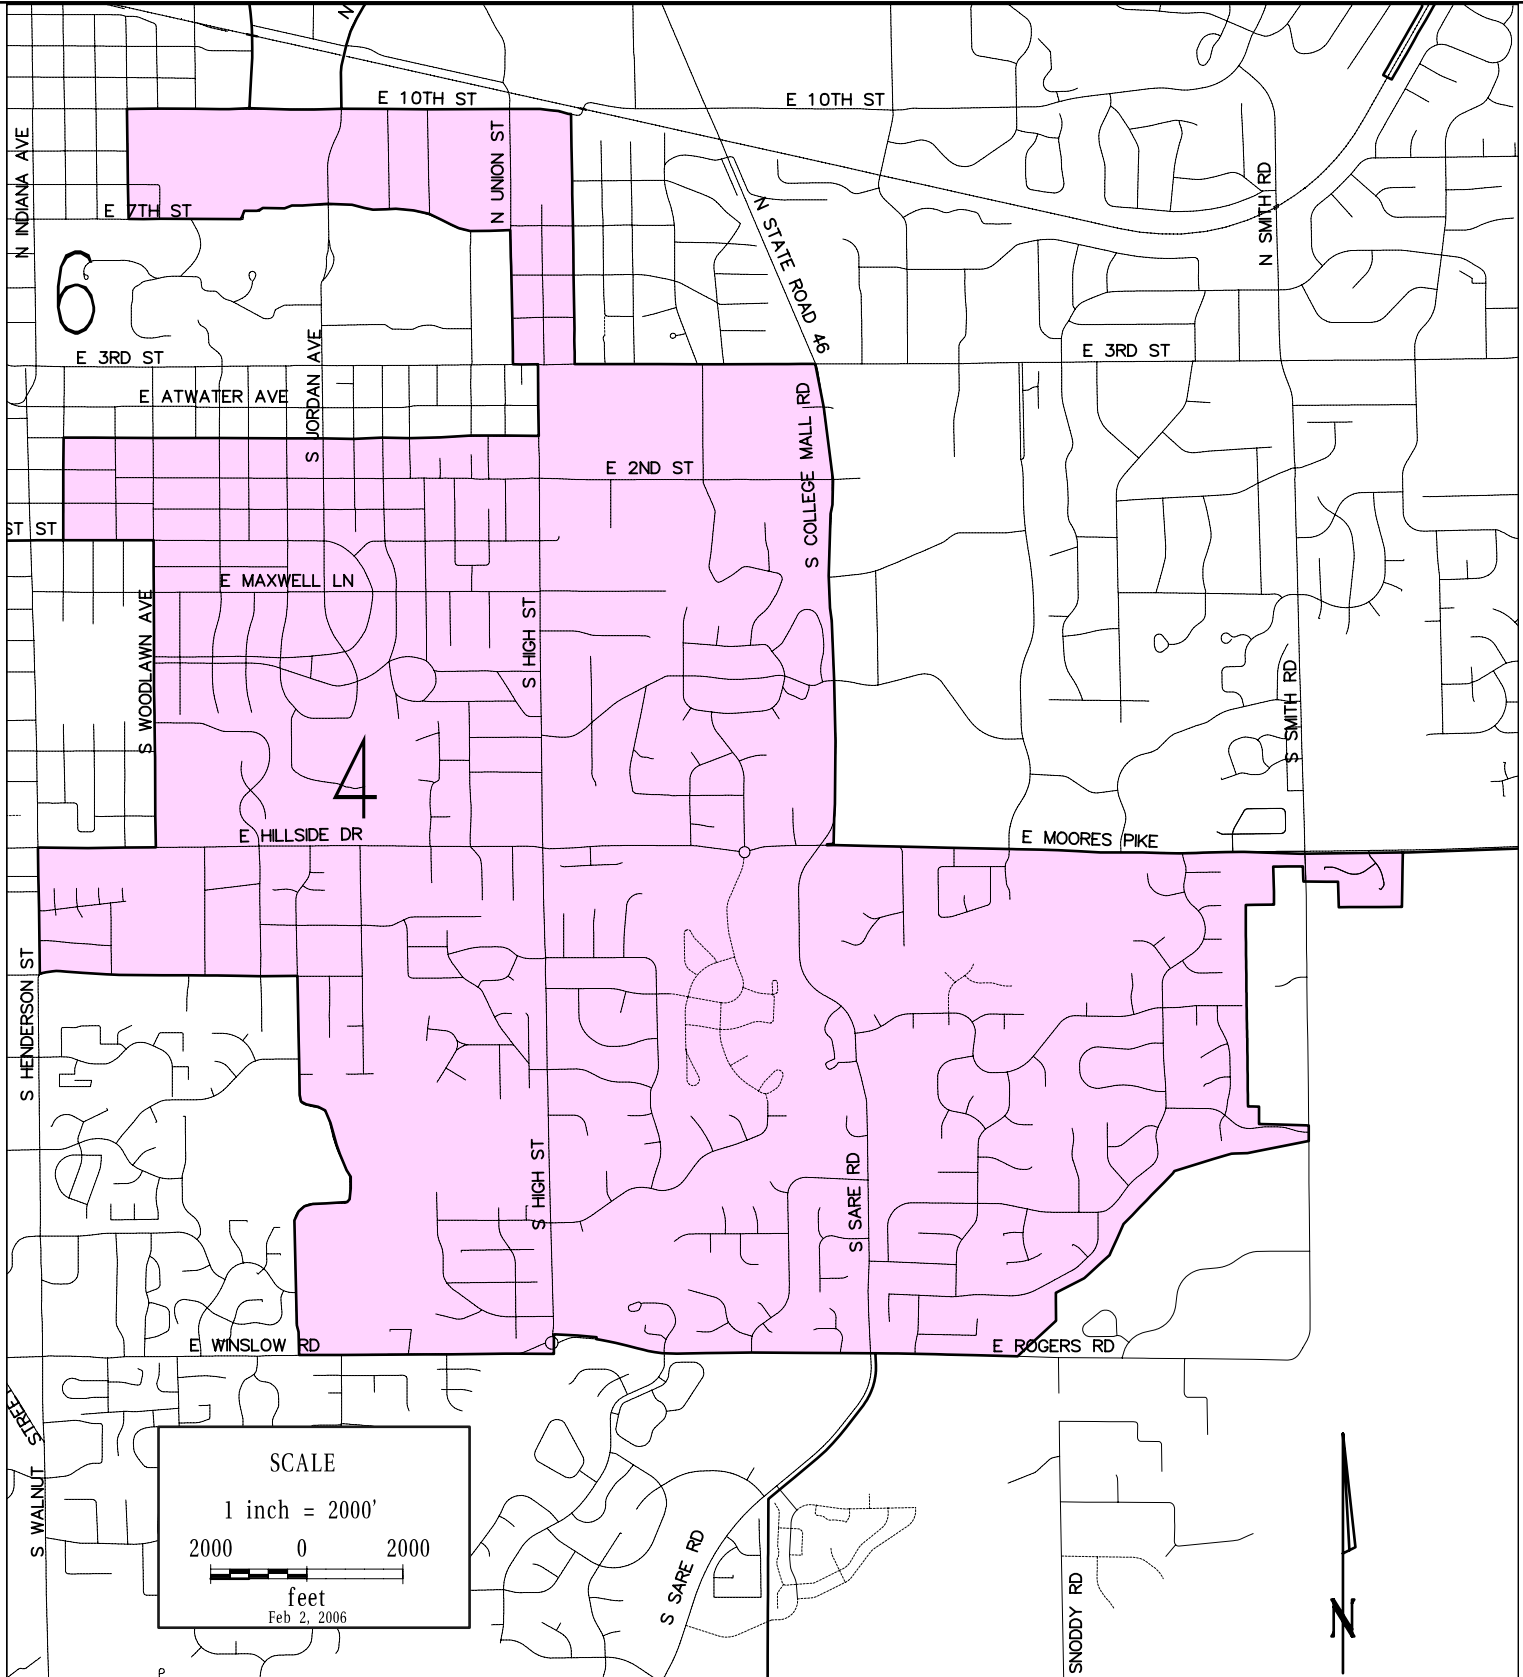 N
E 10TH ST
E 10TH ST
N INDIANA AVE
N UNION ST
N SMITH RD
E 7TH ST
N STATE ROAD 46
6
E 3RD ST
S JORDAN AVE
E 3RD ST
E ATWATER AVE
S COLLEGE MALL RD
E 2ND ST
ST ST
E MAXWELL LN
S WOODLAWN AVE
S HIGH ST
S SMITH RD
4
E HILLSIDE DR
E MOORES PIKE
S HENDERSON ST
S HIGH ST
S SARE RD
E WINSLOW RD
E ROGERS RD
STREE
S WALNUT
SCALE
1 inch = 2000'
2000 0 2000
feet
Feb 2, 2006
S SARE RD
SNODDY RD
N